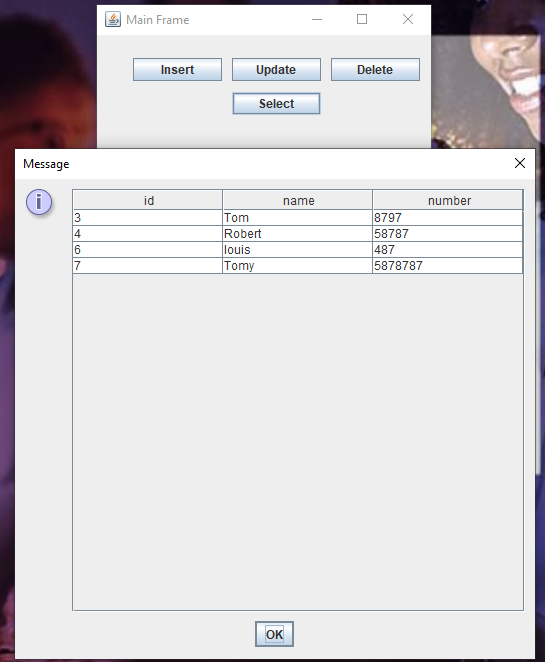 Main Frame
Insert Update Delete
Select
Message
id name number
3 Tom 8797
4 Robert 58787
6 louis 487
7 Tomy 5878787
OK